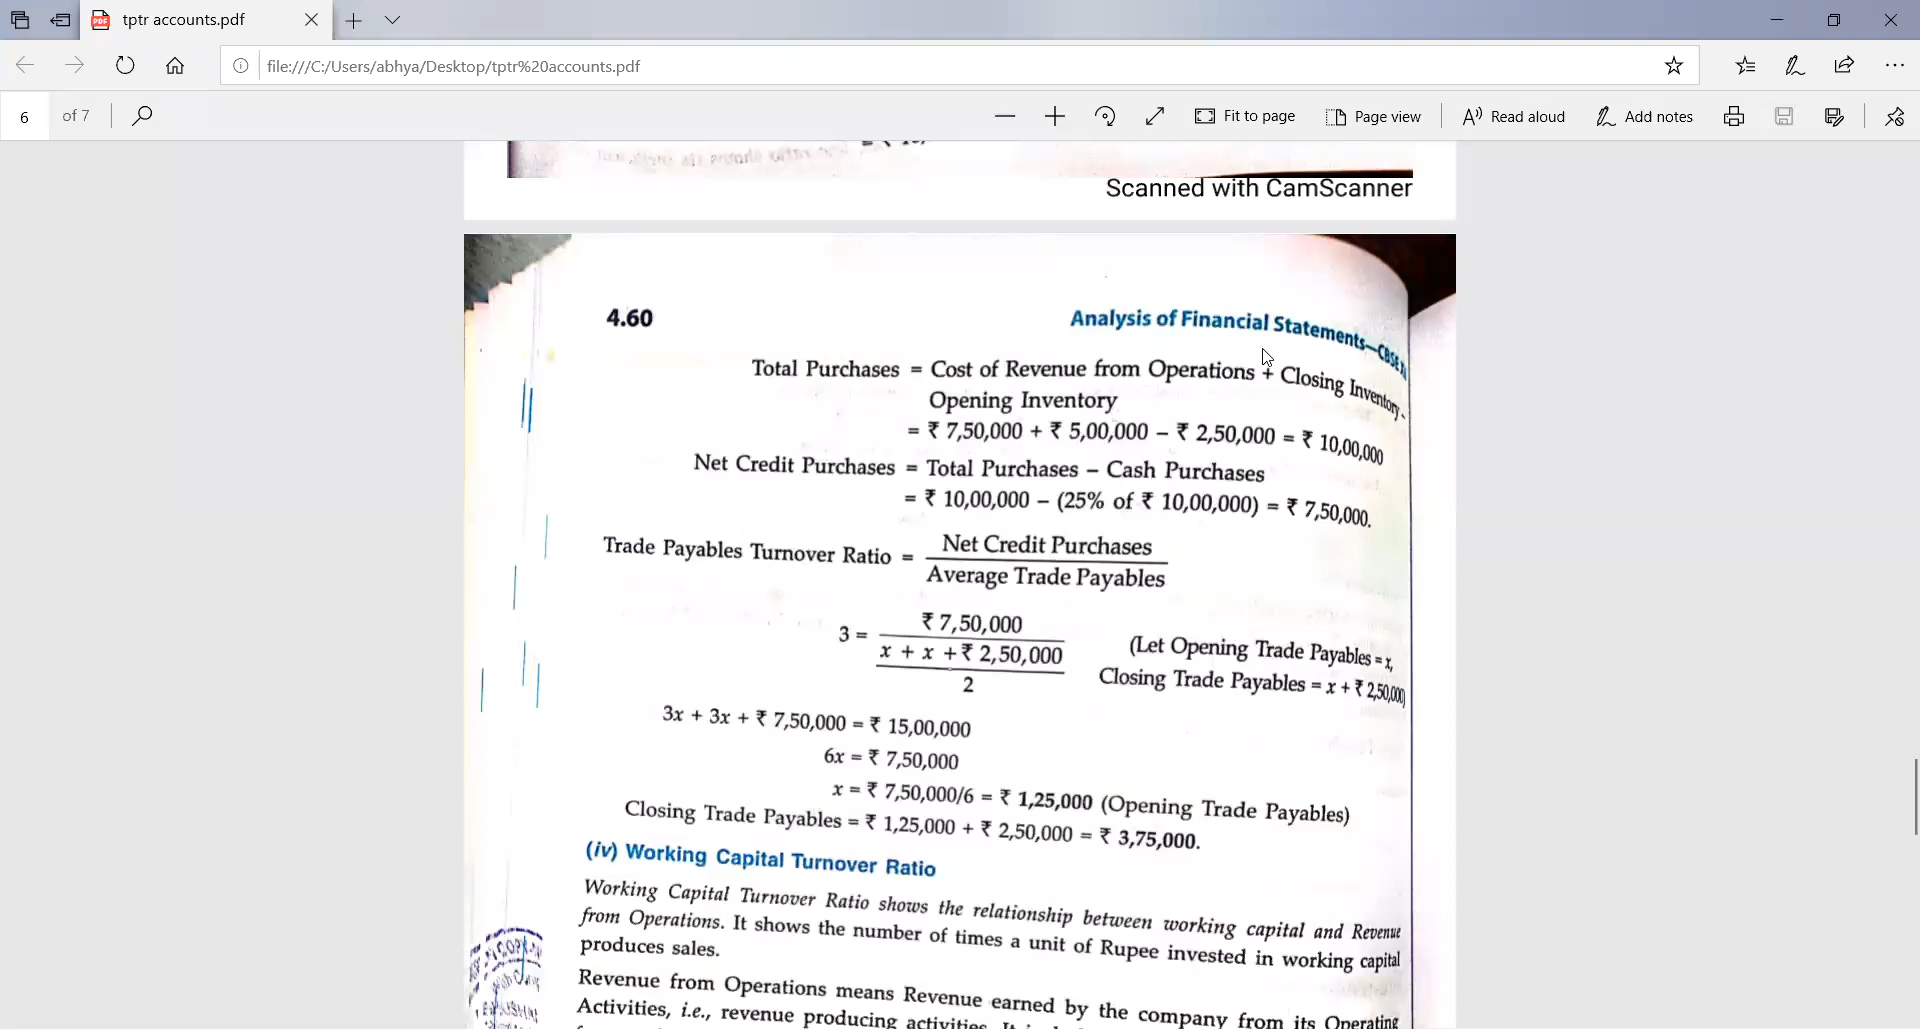 tptr accounts.pdf
file:///C:/Users/abhya/Desktop/tptr%20accounts.pdf
6 of 7 Fit to page Page view Read aloud Add notes
Scanned with CamScanner
4.60 Analysis of Financial Statements—CBSE
Total Purchases = Cost of Revenue from Operations + Closing Inventory -
Opening Inventory
= ₹ 7,50,000 + ₹ 5,00,000 – ₹ 2,50,000 = ₹ 10,00,000
Net Credit Purchases = Total Purchases – Cash Purchases
= ₹ 10,00,000 – (25% of ₹ 10,00,000) = ₹ 7,50,000.
Trade Payables Turnover Ratio = Net Credit Purchases
Average Trade Payables
3 = ₹ 7,50,000
x + x + ₹ 2,50,000
2
(Let Opening Trade Payables = x,
Closing Trade Payables = x + ₹ 2,50,000)
3x + 3x + ₹ 7,50,000 = ₹ 15,00,000
6x = ₹ 7,50,000
x = ₹ 7,50,000/6 = ₹ 1,25,000 (Opening Trade Payables)
Closing Trade Payables = ₹ 1,25,000 + ₹ 2,50,000 = ₹ 3,75,000.
(iv) Working Capital Turnover Ratio
Working Capital Turnover Ratio shows the relationship between working capital and Revenue
from Operations. It shows the number of times a unit of Rupee invested in working capital
produces sales.
Revenue from Operations means Revenue earned by the company from its Operating
Activities, i.e., revenue producing activities.